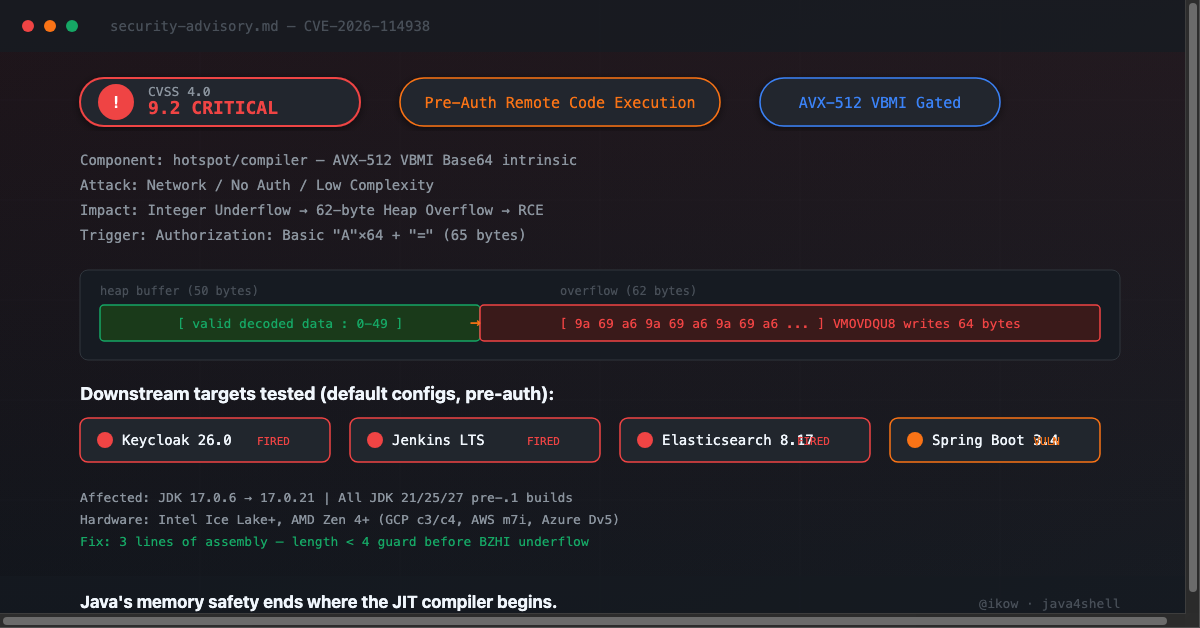 security-advisory.md — CVE-2026-114938
!
CVSS 4.0
9.2 CRITICAL
Pre-Auth Remote Code Execution
AVX-512 VBMI Gated
Component: hotspot/compiler — AVX-512 VBMI Base64 intrinsic
Attack: Network / No Auth / Low Complexity
Impact: Integer Underflow → 62-byte Heap Overflow → RCE
Trigger: Authorization: Basic "A"×64 + "=" (65 bytes)
heap buffer (50 bytes)
overflow (62 bytes)
[ valid decoded data : 0-49 ]
→
[ 9a 69 a6 9a 69 a6 9a 69 a6 ... ] VMOVDQU8 writes 64 bytes
Downstream targets tested (default configs, pre-auth):
Keycloak 26.0 FIRED
Jenkins LTS FIRED
Elasticsearch 8.17 FIRED
Spring Boot 3.4
Affected: JDK 17.0.6 → 17.0.21 | All JDK 21/25/27 pre-.1 builds
Hardware: Intel Ice Lake+, AMD Zen 4+ (GCP c3/c4, AWS m7i, Azure Dv5)
Fix: 3 lines of assembly — length < 4 guard before BZHI underflow
Java's memory safety ends where the JIT compiler begins.
@ikow · java4shell